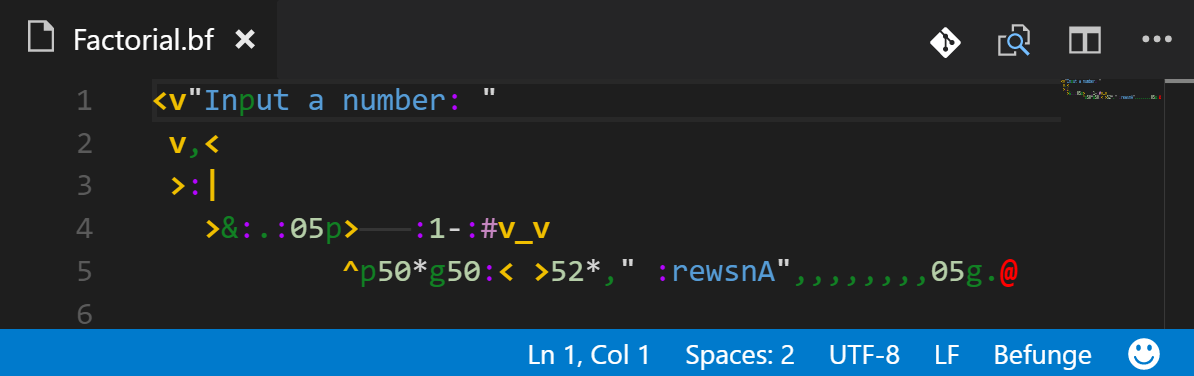 Factorial.bf
1 <v"Input a number: "
2  v,<
3  >:|
4    >&:.:05p>———:1-:#v_v
5            ^p50*g50:< >52*," :rewsnA",,,,,,,,05g.@
6
Ln 1, Col 1 Spaces: 2 UTF-8 LF Befunge